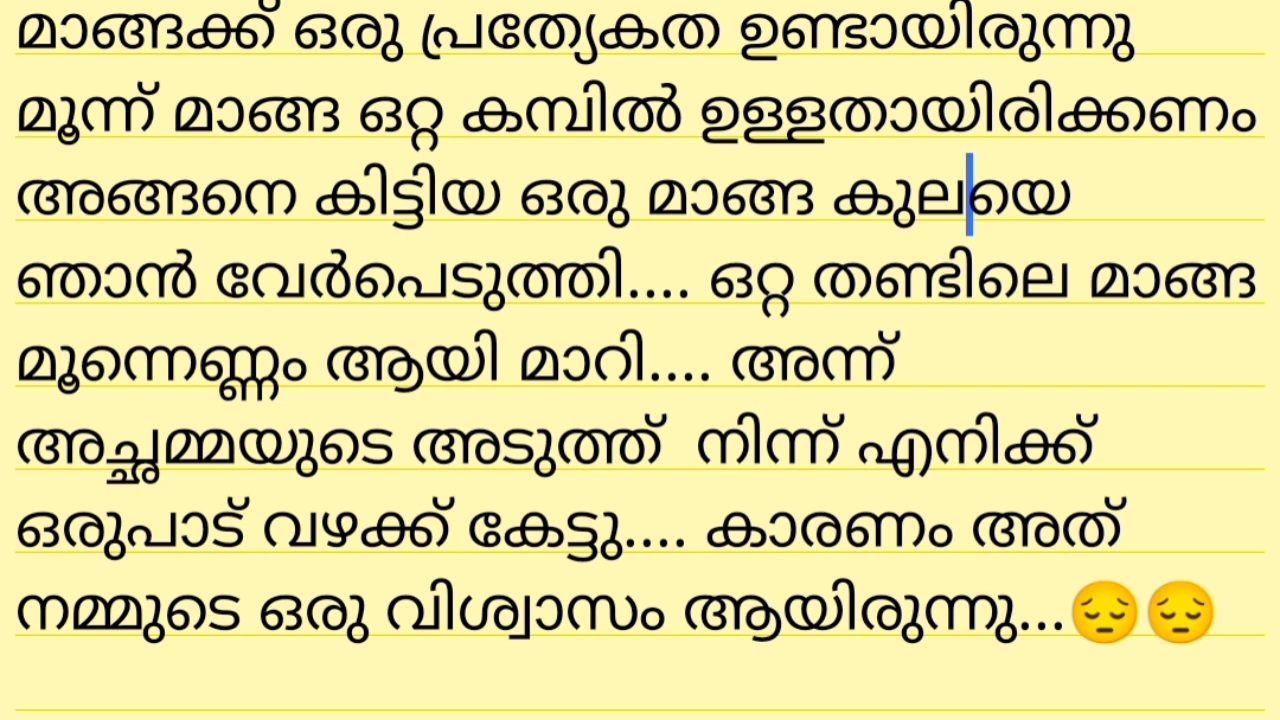 മാങ്ങക്ക് ഒരു പ്രത്യേകത ഉണ്ടായിരുന്നു
മൂന്ന് മാങ്ങ ഒറ്റ കമ്പിൽ ഉള്ളതായിരിക്കണം
അങ്ങനെ കിട്ടിയ ഒരു മാങ്ങ കുലയെ
ഞാൻ വേർപെടുത്തി.... ഒറ്റ തണ്ടിലെ മാങ്ങ
മൂന്നെണ്ണം ആയി മാറി.... അന്ന്
അച്ഛമ്മയുടെ അടുത്ത്  നിന്ന് എനിക്ക്
ഒരുപാട് വഴക്ക് കേട്ടു.... കാരണം അത്
നമ്മുടെ ഒരു വിശ്വാസം ആയിരുന്നു...😔😔